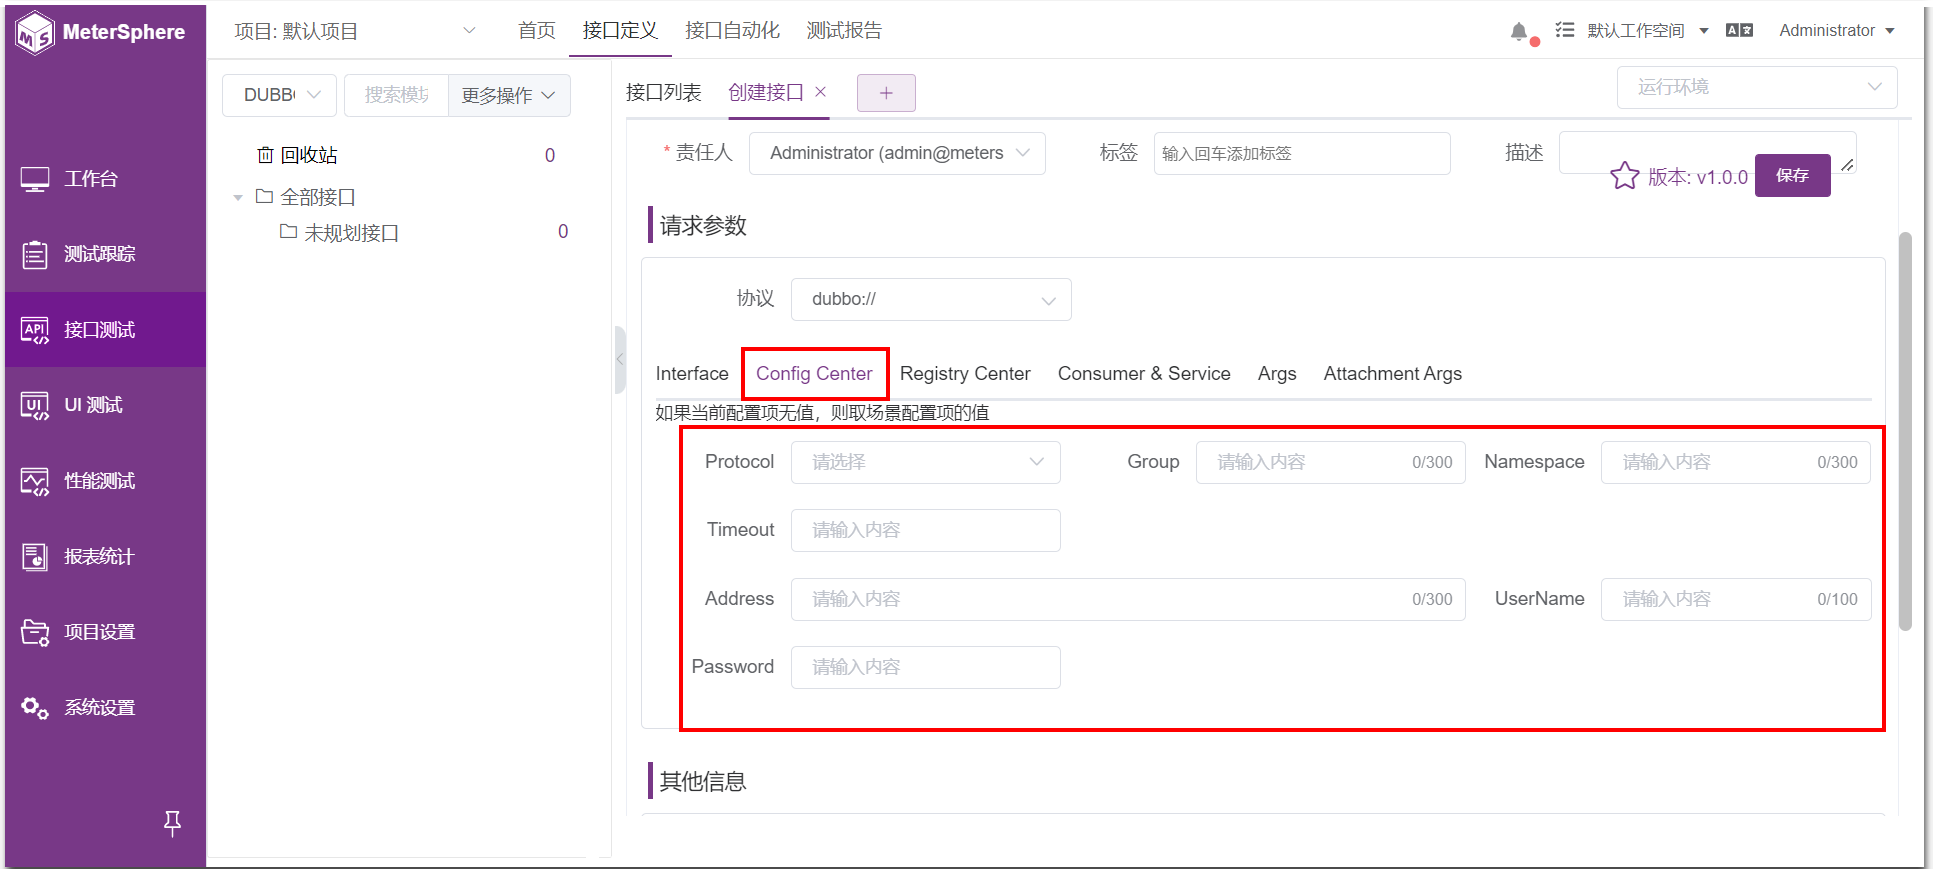 MeterSphere
项目: 默认项目
首页
接口定义
接口自动化
测试报告
默认工作空间
Administrator
工作台
测试跟踪
接口测试
UI 测试
性能测试
报表统计
项目设置
系统设置
DUBB
搜索模块
更多操作
回收站 0
全部接口
未规划接口 0
接口列表
创建接口
+
运行环境
* 责任人 Administrator (admin@meters
标签 输入回车添加标签
描述
版本: v1.0.0
保存
请求参数
协议 dubbo://
Interface Config Center Registry Center Consumer & Service Args Attachment Args
如果当前配置项无值，则取场景配置项的值
Protocol 请选择
Group 请输入内容 0/300
Namespace 请输入内容 0/300
Timeout 请输入内容
Address 请输入内容 0/300
UserName 请输入内容 0/100
Password 请输入内容
其他信息